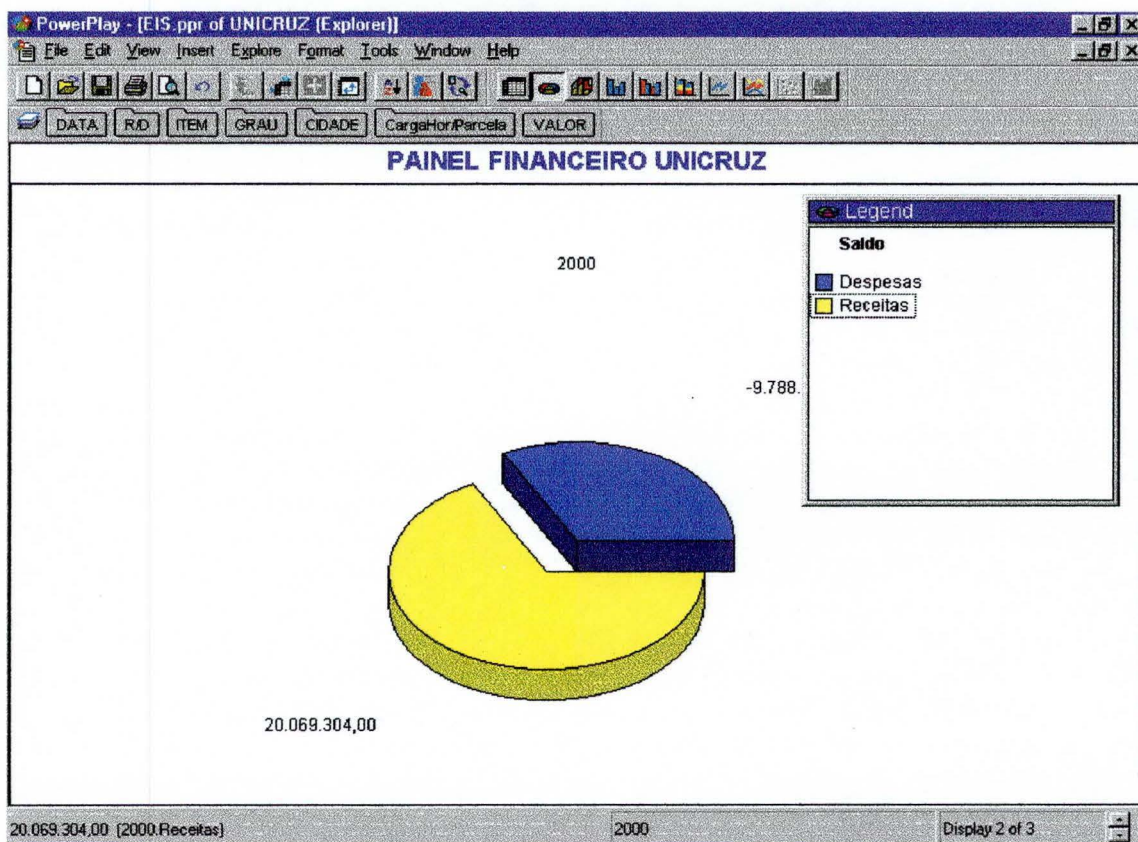 PowerPlay - [EIS.ppr of UNICRUZ (Explorer)]
File Edit View Insert Explore Format Tools Window Help
DATA R/D ITEM GRAU CIDADE CargaHor/Parcela VALOR
PAINEL FINANCEIRO UNICRUZ
Legend
Saldo
2000
Despesas
Receitas
-9.788.
20.069.304,00
20.069.304,00 (2000:Receitas) 2000 Display 2 of 3